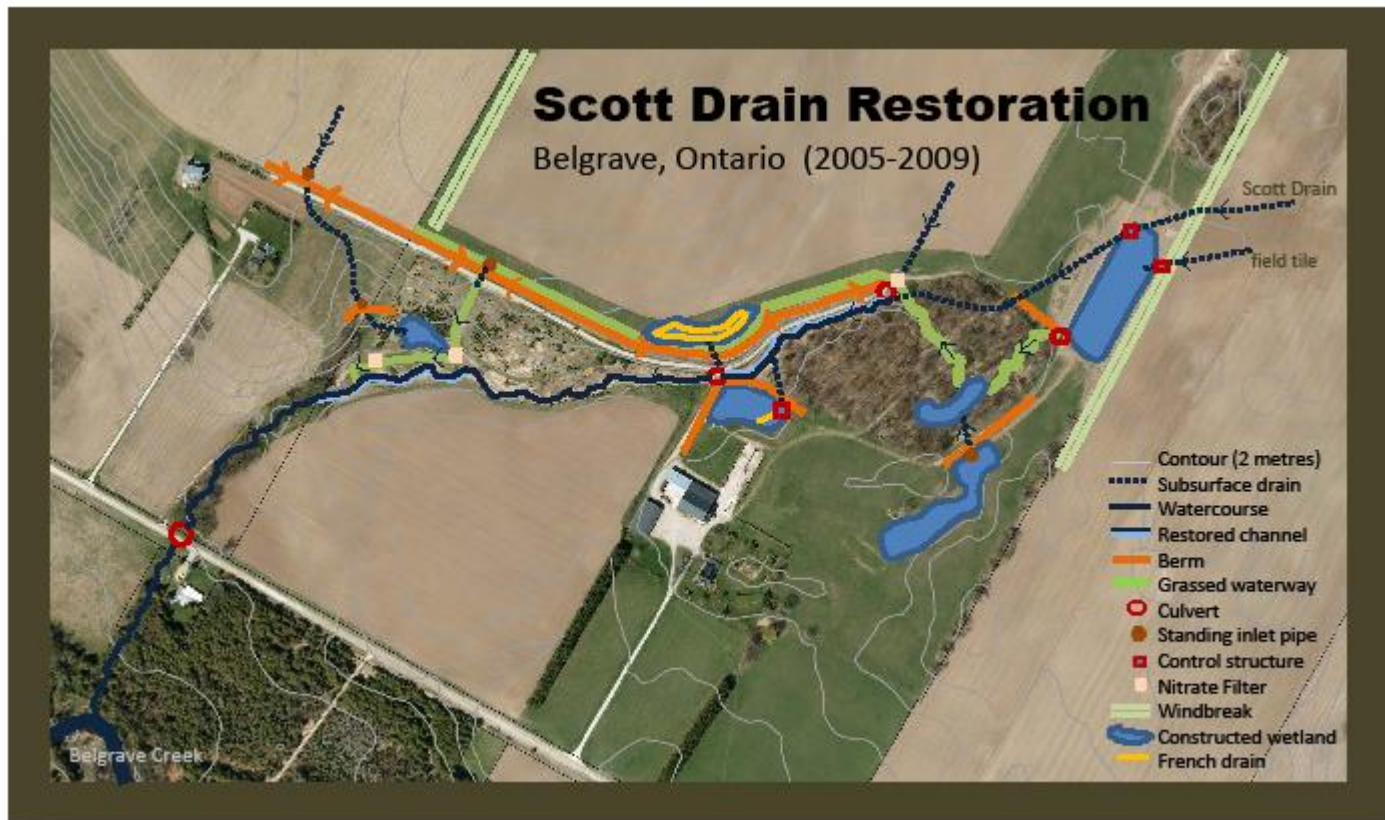 Scott Drain Restoration
Belgrave, Ontario (2005-2009)
Scott Drain
field tile
Contour (2 metres)
Subsurface drain
Watercourse
Restored channel
Berm
Grassed waterway
Culvert
Standing inlet pipe
Control structure
Nitrate Filter
Windbreak
Constructed wetland
French drain
Belgrave Creek